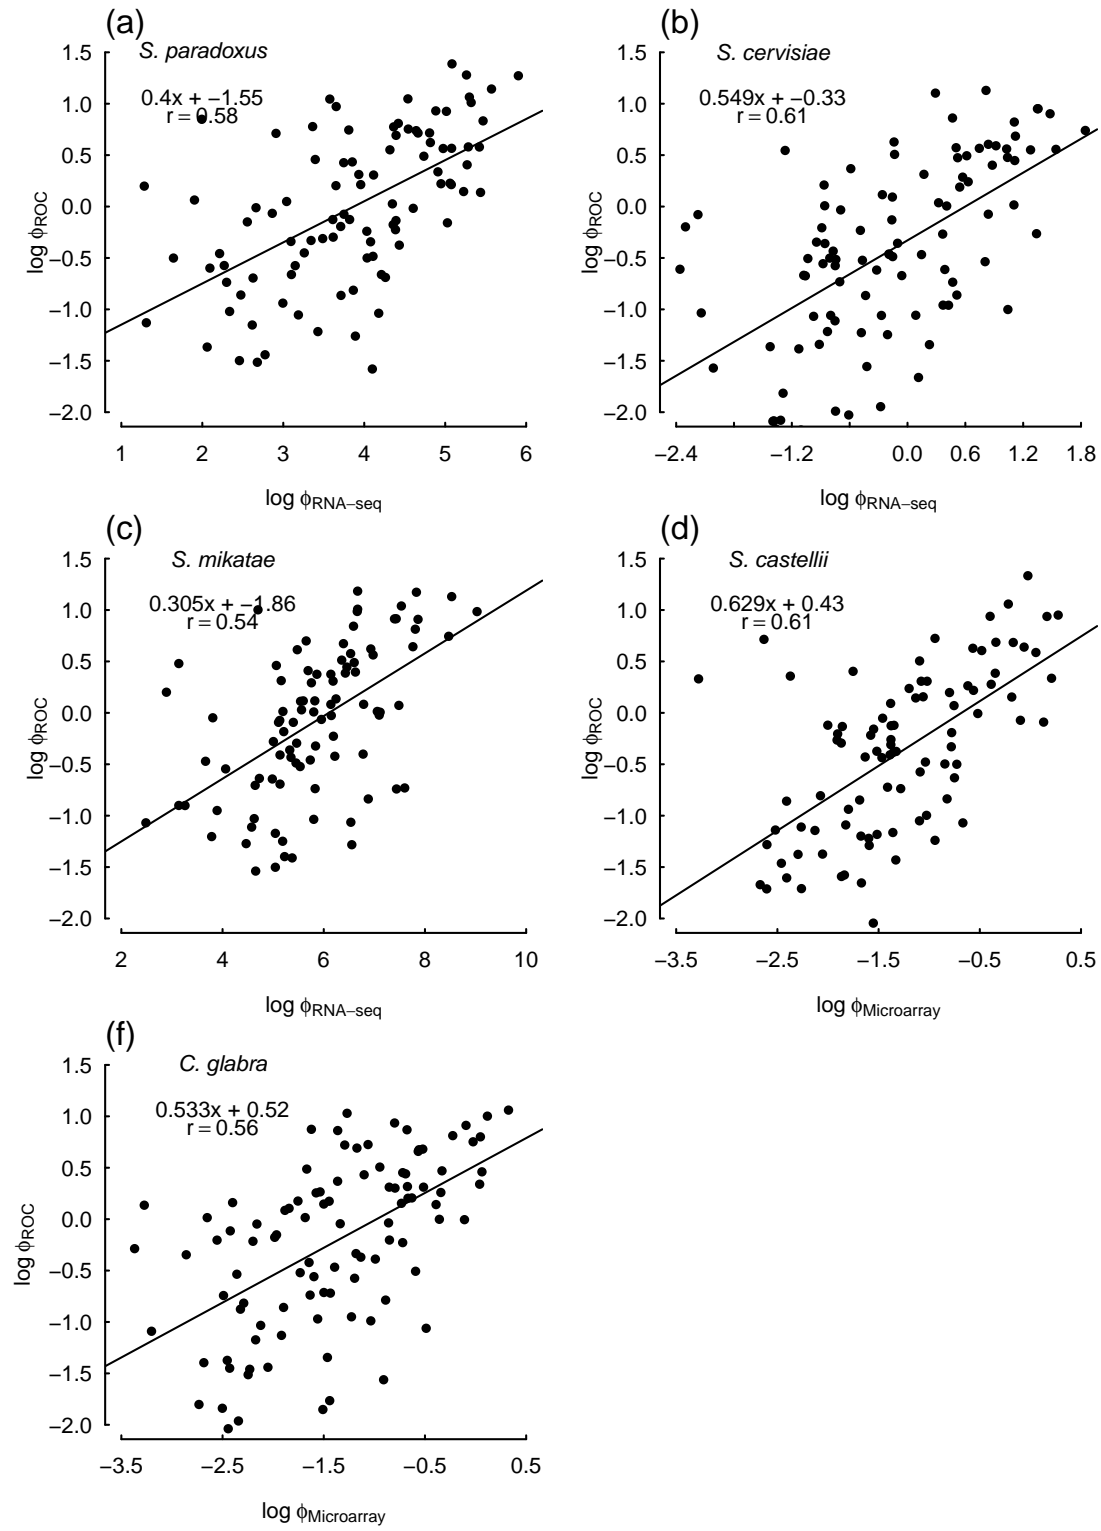 (a)
S. paradoxus
0.4x + −1.55
r = 0.58
1.5
1.0
0.5
0.0
−0.5
−1.0
−1.5
−2.0
log ϕROC
1 2 3 4 5 6
log ϕRNA−seq
(b)
S. cervisiae
0.549x + −0.33
r = 0.61
1.5
1.0
0.5
0.0
−0.5
−1.0
−1.5
−2.0
log ϕROC
−2.4 −1.2 0.0 0.6 1.2 1.8
log ϕRNA−seq
(c)
S. mikatae
0.305x + −1.86
r = 0.54
1.5
1.0
0.5
0.0
−0.5
−1.0
−1.5
−2.0
log ϕROC
2 4 6 8 10
log ϕRNA−seq
(d)
S. castellii
0.629x + 0.43
r = 0.61
1.5
1.0
0.5
0.0
−0.5
−1.0
−1.5
−2.0
log ϕROC
−3.5 −2.5 −1.5 −0.5 0.5
log ϕMicroarray
(f)
C. glabra
0.533x + 0.52
r = 0.56
1.5
1.0
0.5
0.0
−0.5
−1.0
−1.5
−2.0
log ϕROC
−3.5 −2.5 −1.5 −0.5 0.5
log ϕMicroarray